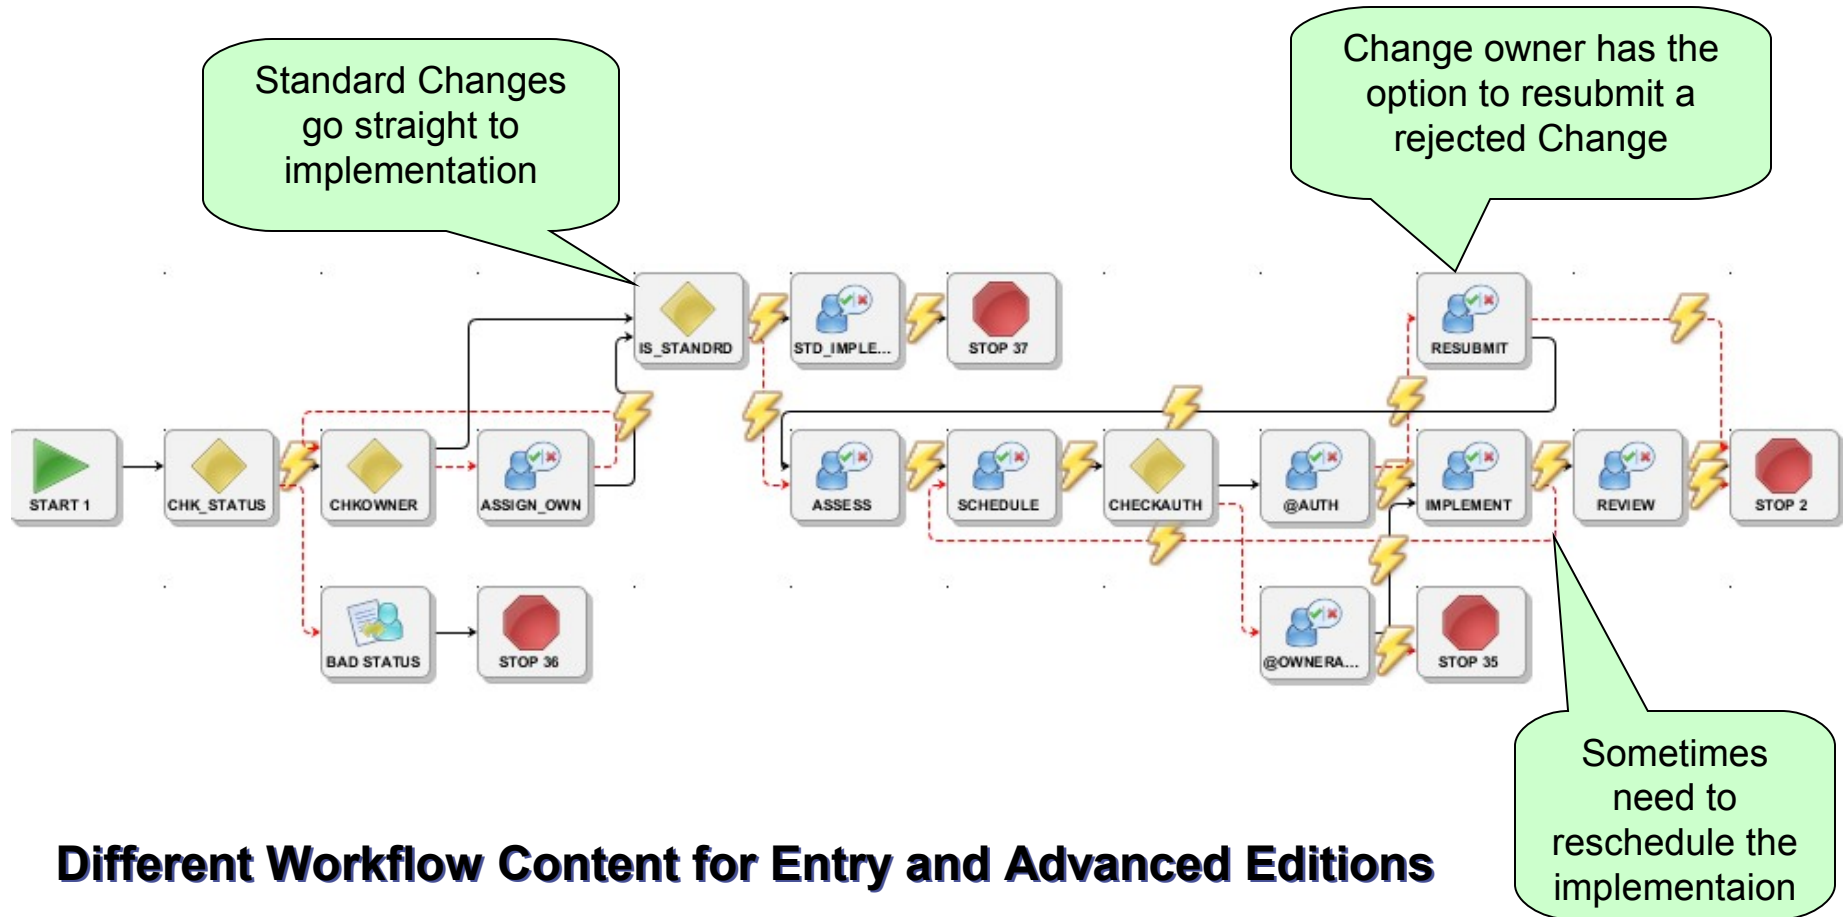 Standard Changes
go straight to
implementation
Change owner has the
option to resubmit a
rejected Change
IS_STANDRD
STD_IMPLE...
STOP 37
RESUBMIT
START 1
CHK_STATUS
CHKOWNER
ASSIGN_OWN
ASSESS
SCHEDULE
CHECKAUTH
@AUTH
IMPLEMENT
REVIEW
STOP 2
BAD STATUS
STOP 36
@OWNERA...
STOP 35
Sometimes
need to
reschedule the
implementaion
Different Workflow Content for Entry and Advanced Editions